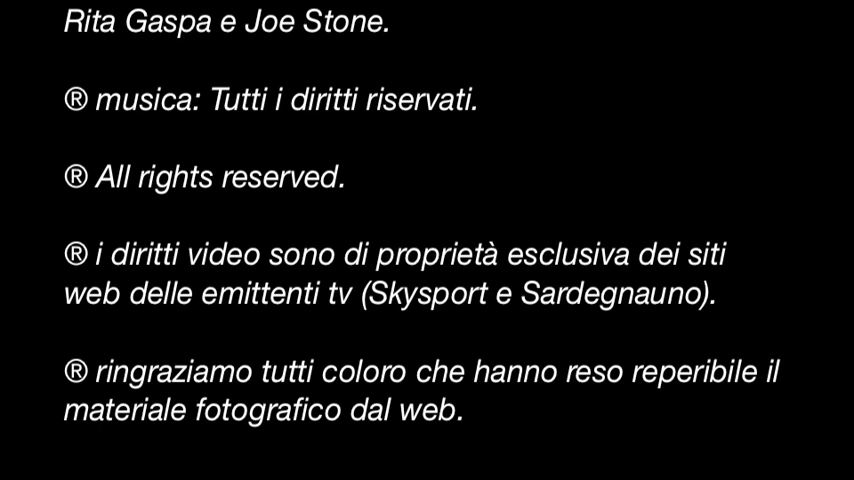 Rita Gaspa e Joe Stone.
® musica: Tutti i diritti riservati.
® All rights reserved.
® i diritti video sono di proprietà esclusiva dei siti
web delle emittenti tv (Skysport e Sardegnauno).
® ringraziamo tutti coloro che hanno reso reperibile il
materiale fotografico dal web.